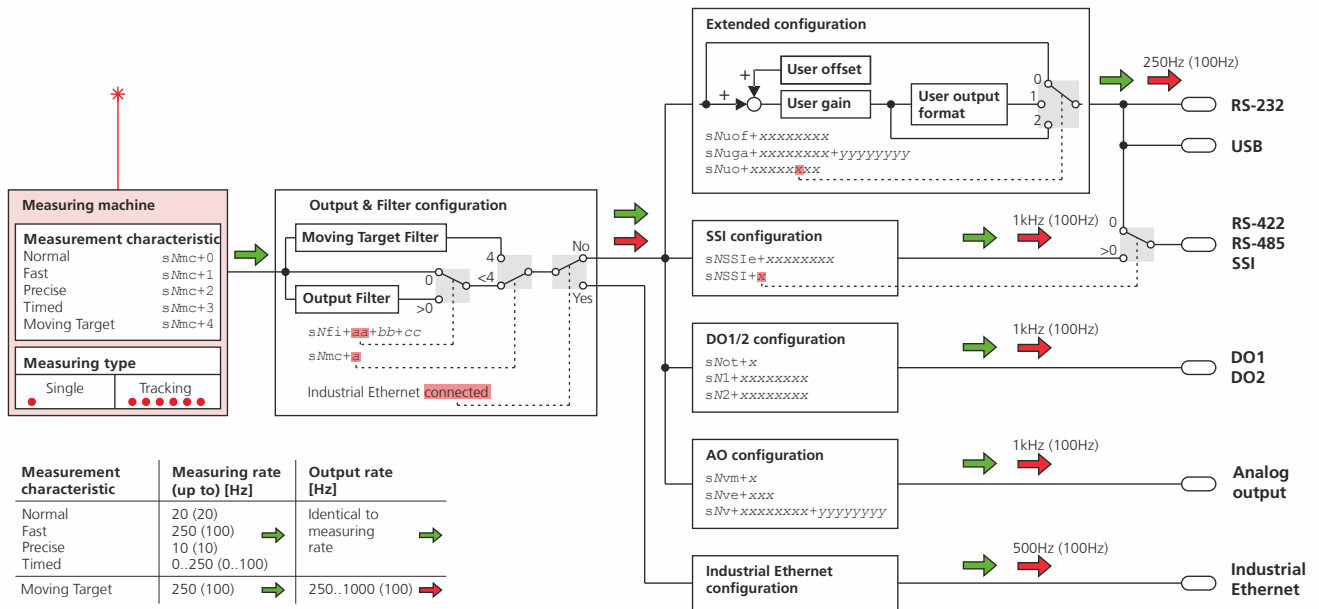 Measuring machine
Measurement characteristic
Normal sNmc+0
Fast sNmc+1
Precise sNmc+2
Timed sNmc+3
Moving Target sNmc+4
Measuring type
Single
Tracking
Output & Filter configuration
Moving Target Filter
Output Filter
0
>0
4
<4
No
Yes
sNfi+aa+bb+cc
sNmc+a
Industrial Ethernet connected
Extended configuration
+
User offset
+
User gain
User output
format
0
1
2
sNuof+xxxxxxxx
sNuga+xxxxxxxx+yyyyyyyy
sNuo+xxxxxxxx
250Hz (100Hz)
RS-232
USB
SSI configuration
sNSSIe+xxxxxxxx
sNSSI+x
1kHz (100Hz)
0
>0
RS-422
RS-485
SSI
DO1/2 configuration
sNot+x
sN1+xxxxxxxx
sN2+xxxxxxxx
1kHz (100Hz)
DO1
DO2
AO configuration
sNvm+x
sNve+xxx
sNv+xxxxxxxx+yyyyyyyy
1kHz (100Hz)
Analog
output
Industrial Ethernet
configuration
500Hz (100Hz)
Industrial
Ethernet
Measurement Measuring rate Output rate
characteristic (up to) [Hz] [Hz]
Normal 20 (20) Identical to
Fast 250 (100) measuring
Precise 10 (10) rate
Timed 0..250 (0..100)
Moving Target 250 (100) 250..1000 (100)